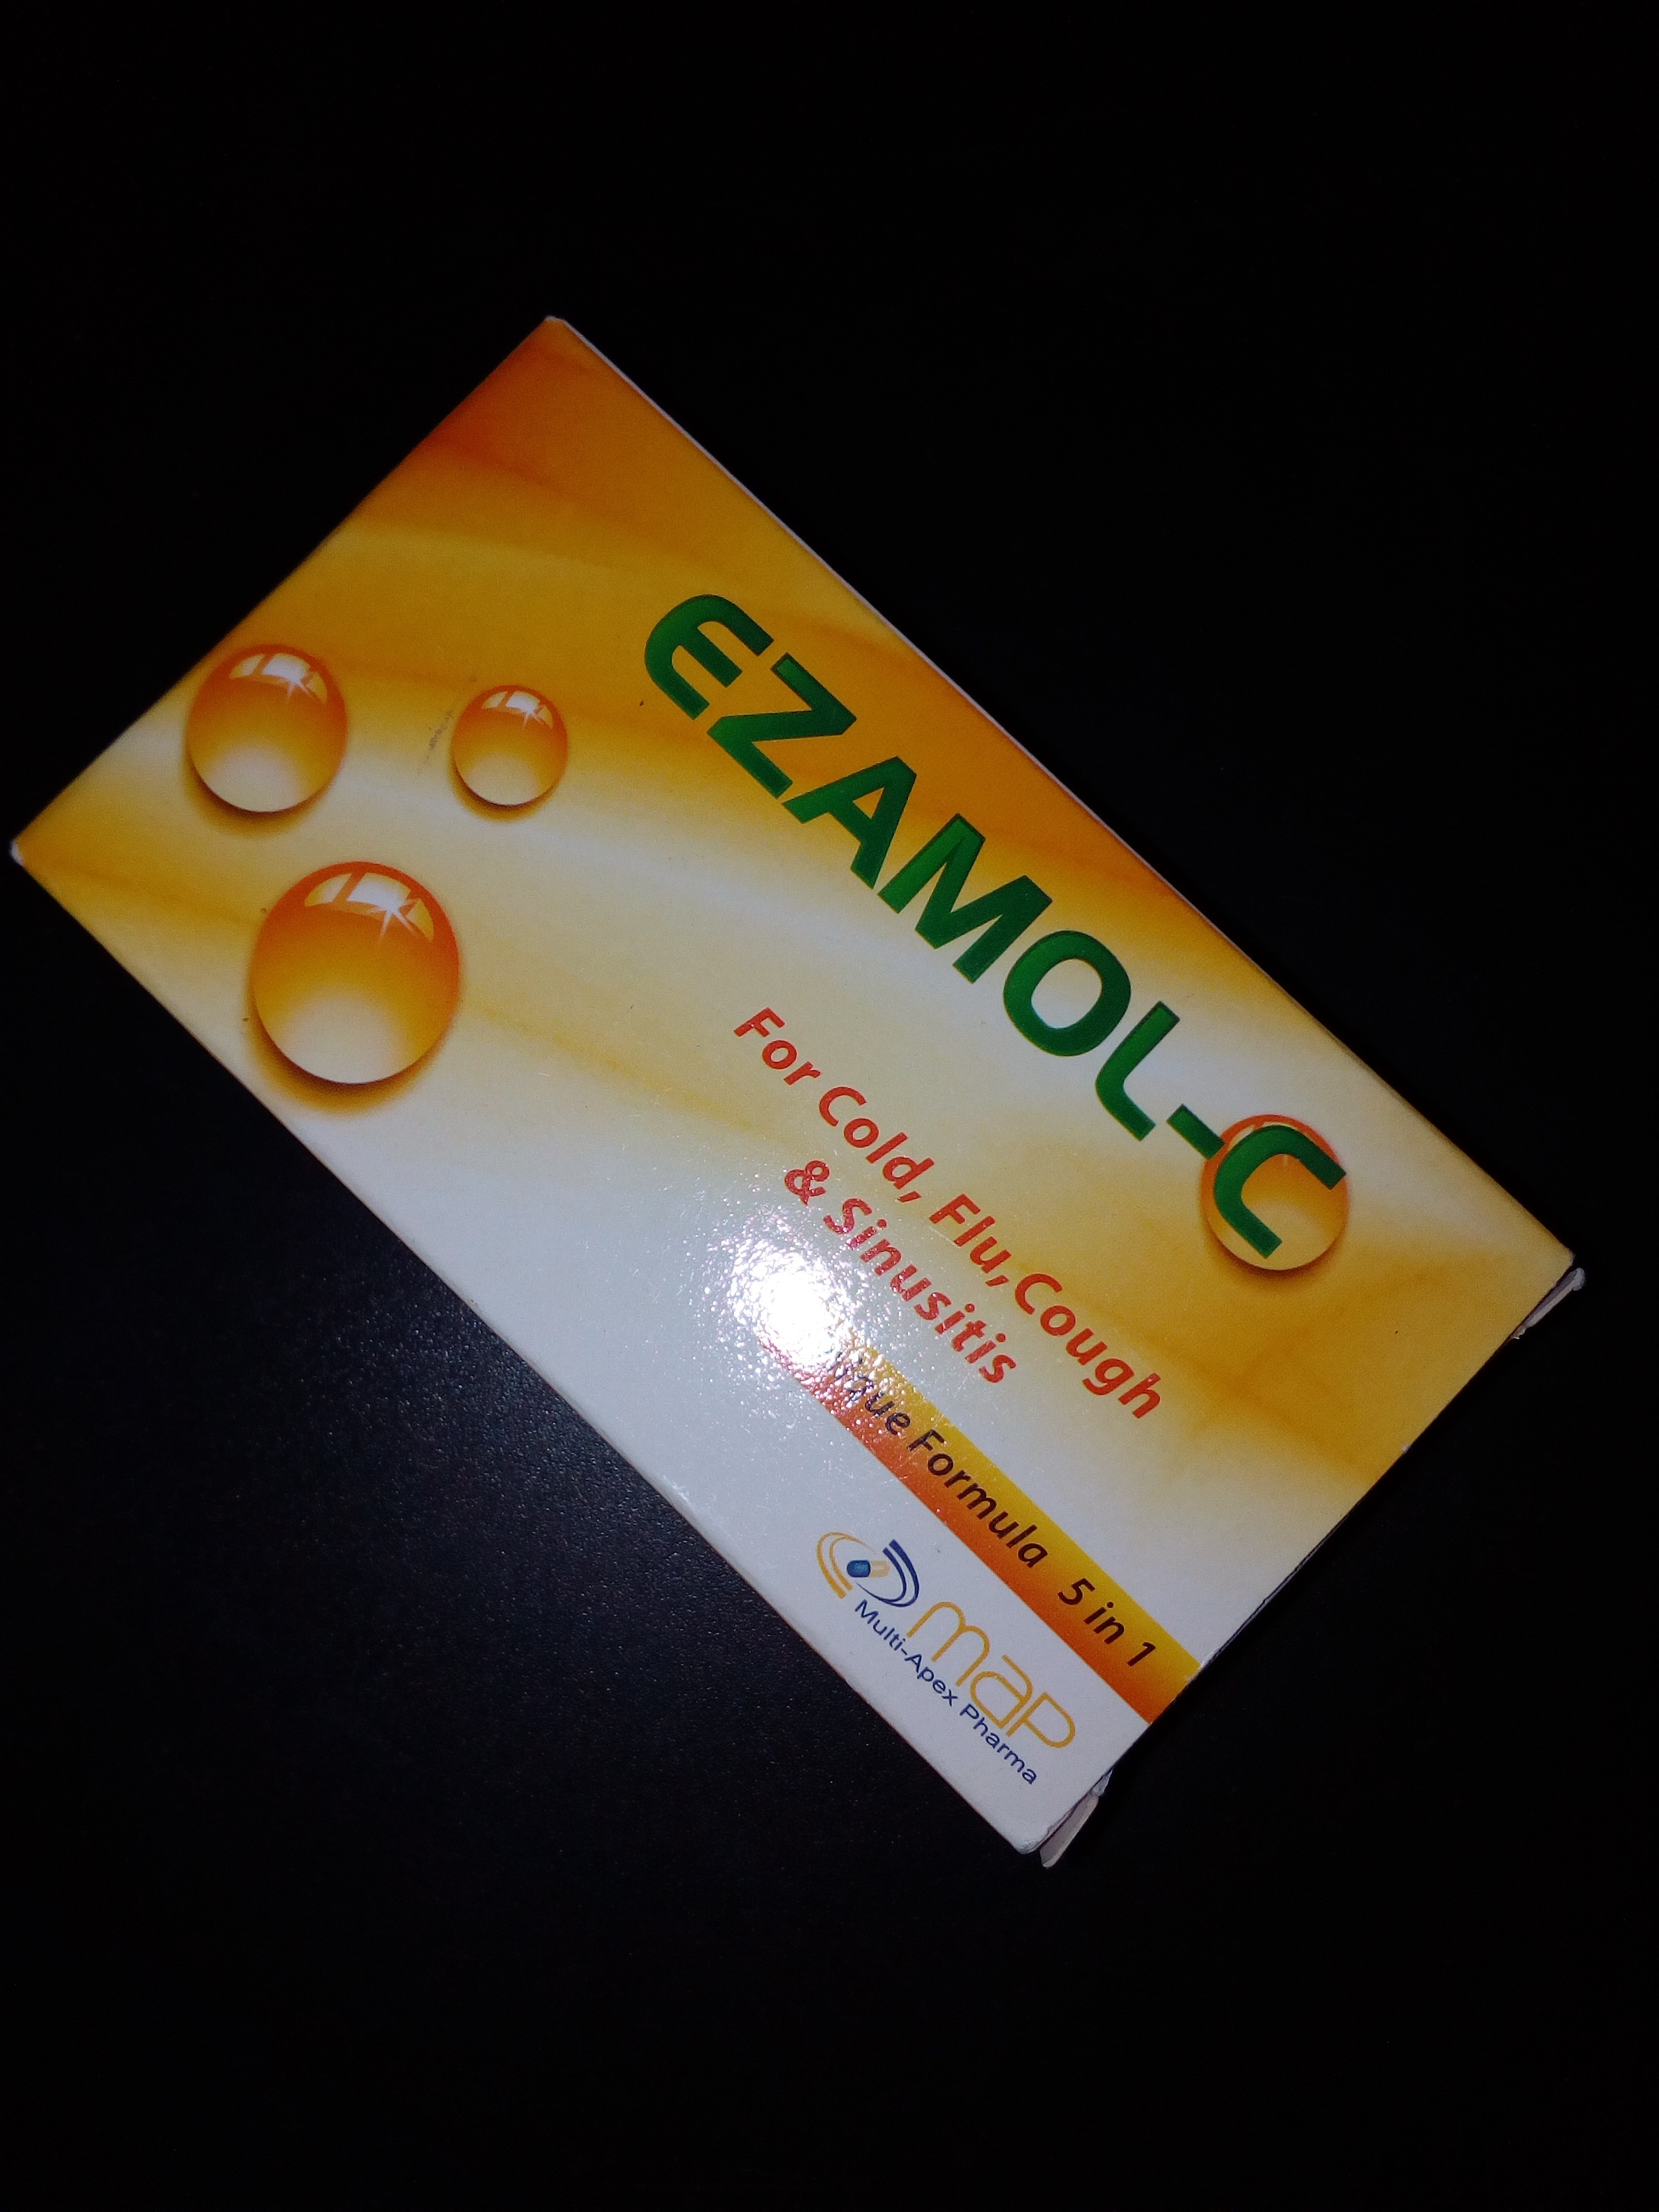 EZAMOL-C
For Cold, Flu, Cough
& Sinusitis
Formula 5 in 1
map
Multi-Apex Pharma